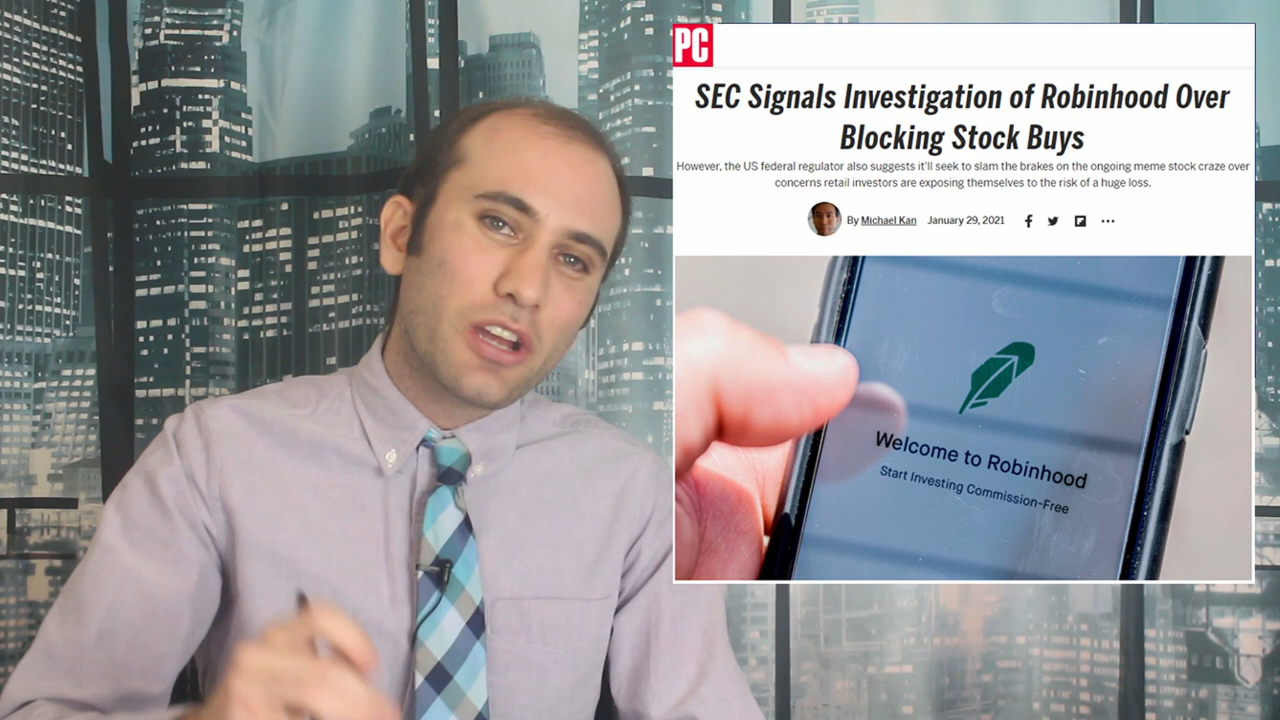 PC
SEC Signals Investigation of Robinhood Over
Blocking Stock Buys
However, the US federal regulator also suggests it'll seek to slam the brakes on the ongoing meme stock craze over
concerns retail investors are exposing themselves to the risk of a huge loss.
By Michael Kan January 29, 2021
Welcome to Robinhood
Start Investing Commission-Free